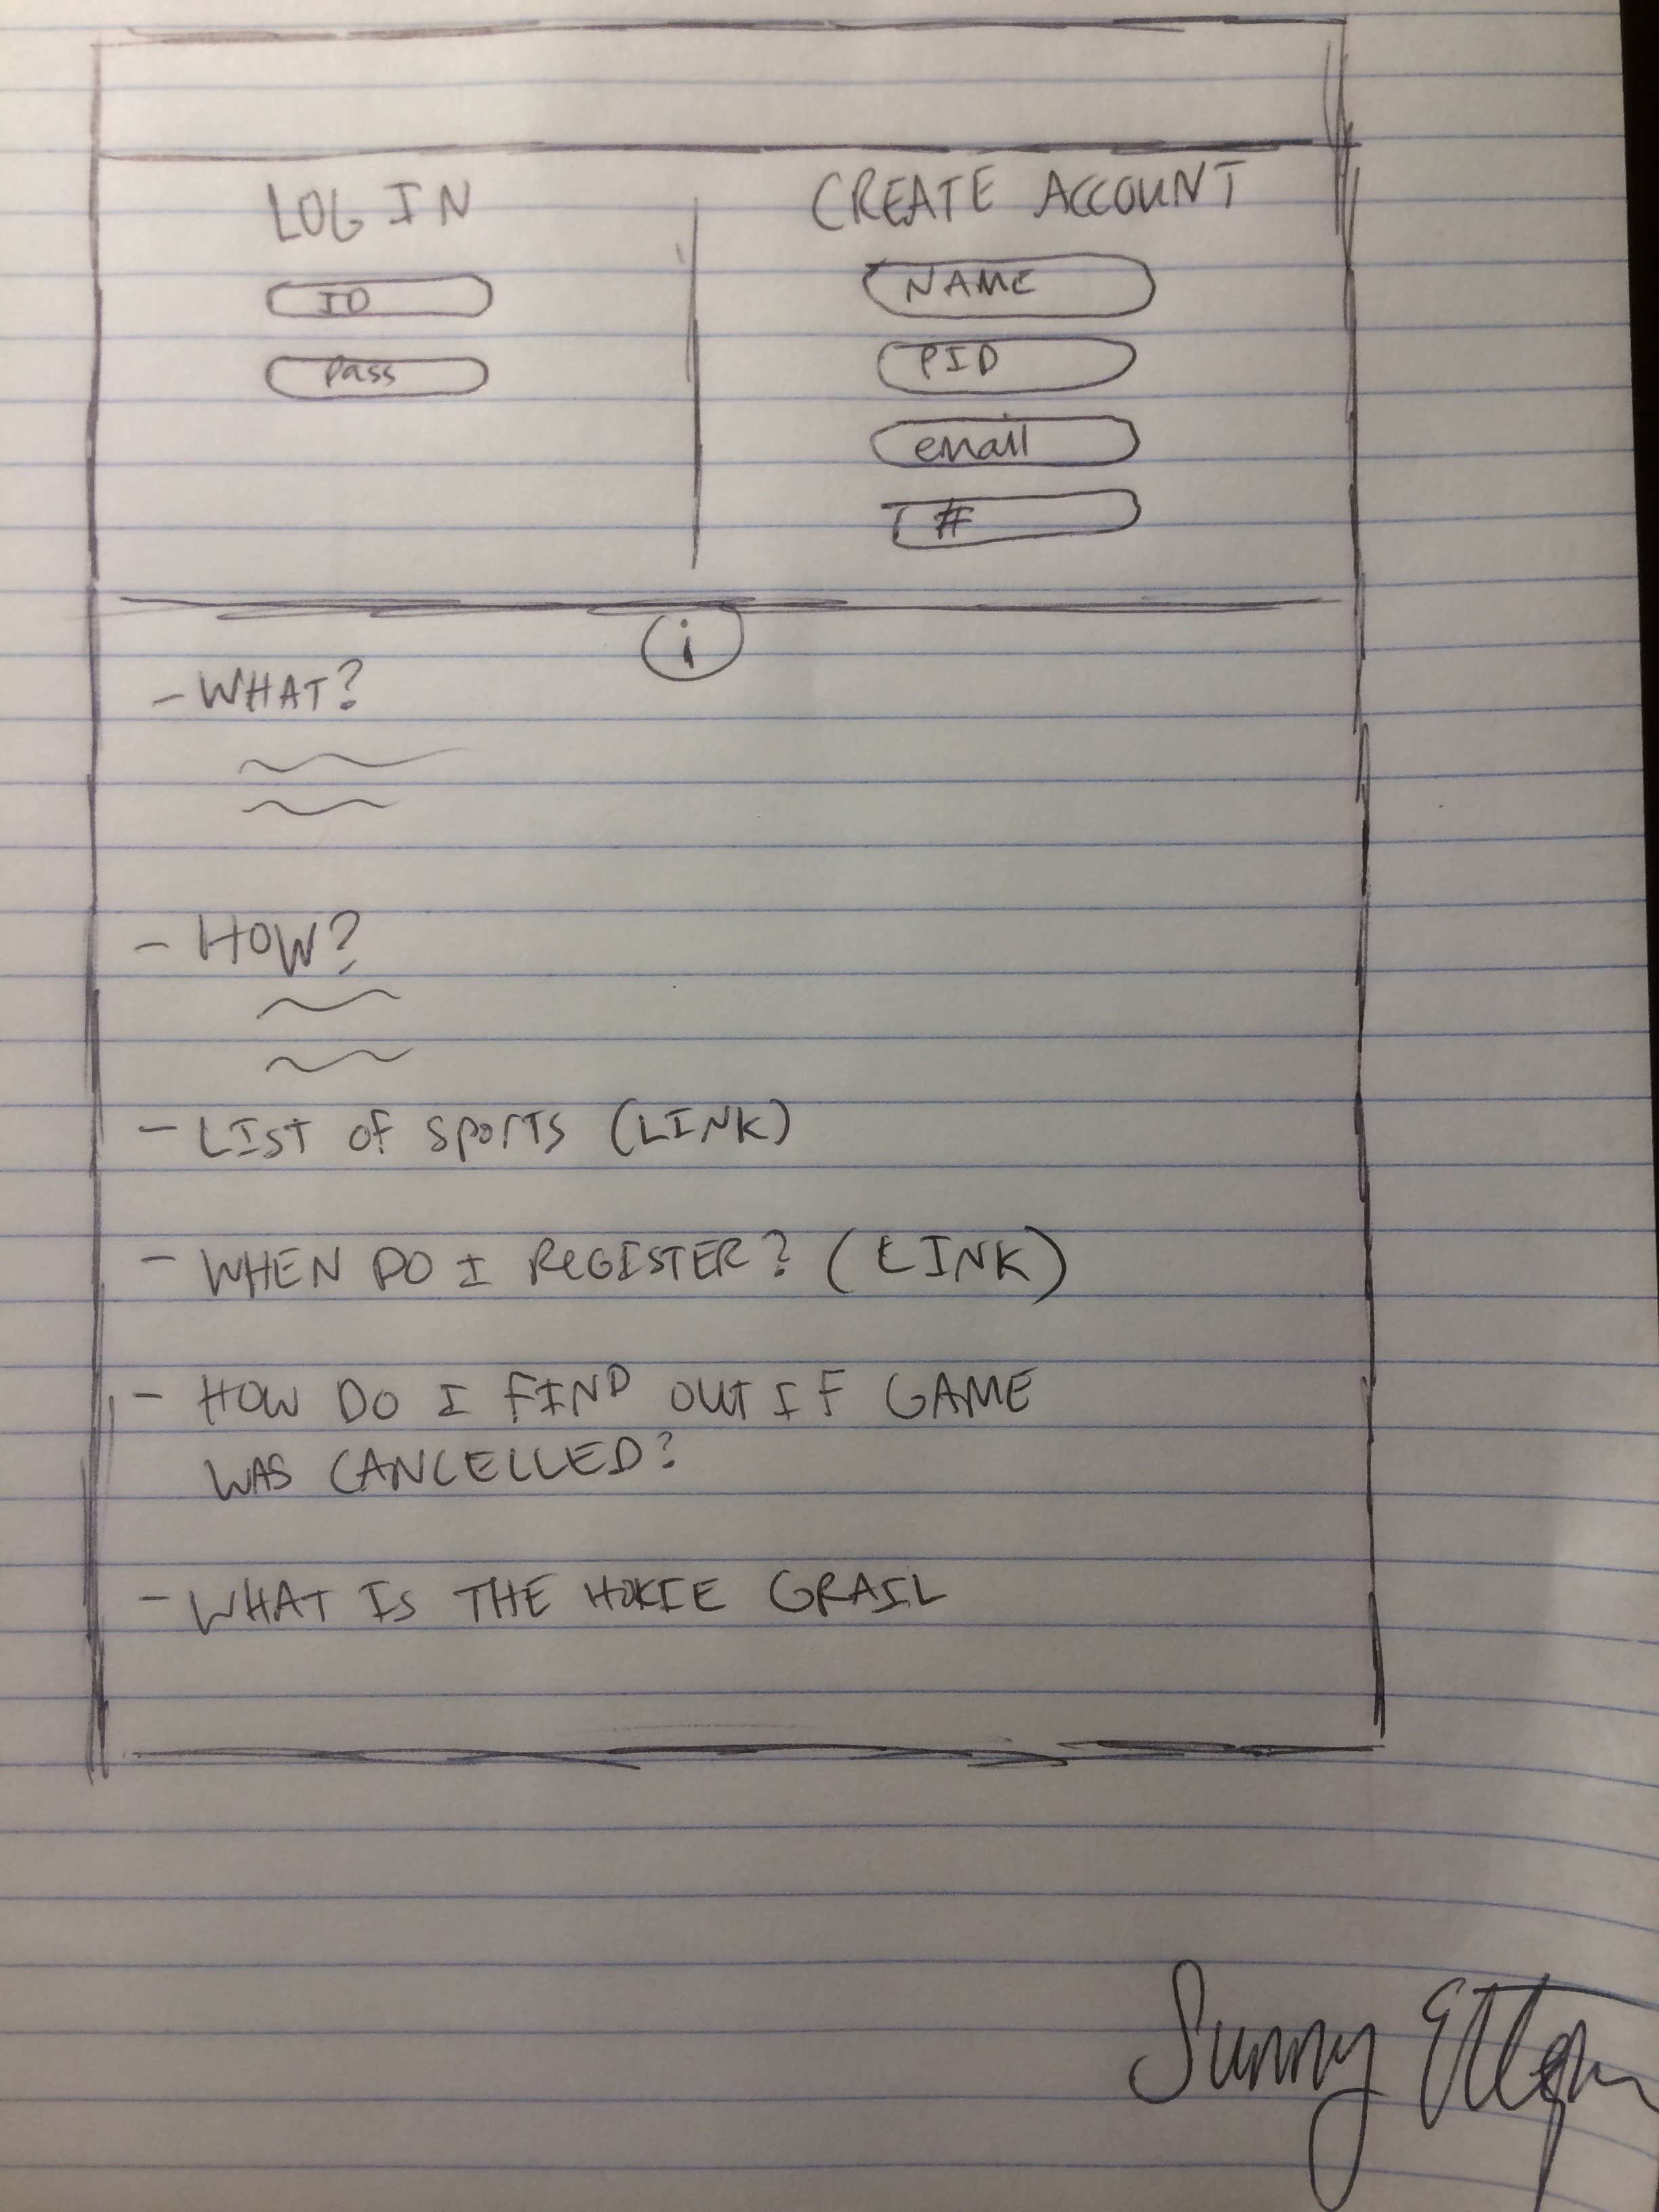 LOG IN
ID
Pass
CREATE ACCOUNT
NAME
PID
email
#
i
- WHAT?
- HOW?
- LIST OF SPORTS (LINK)
- WHEN DO I REGISTER? (LINK)
- HOW DO I FIND OUT IF GAME
WAS CANCELLED?
- WHAT IS THE HOKIE GRAIL
Sunny